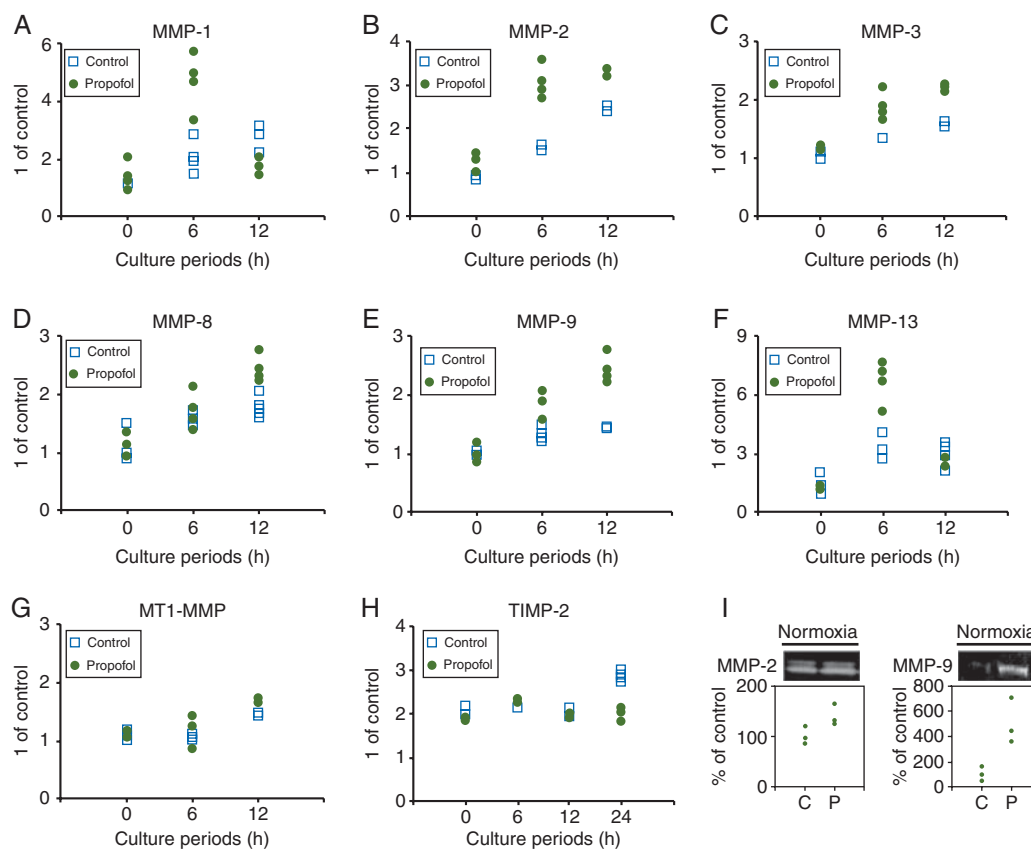 A
MMP-1
6
4
2
0
1 of control
Control
Propofol
0 6 12
Culture periods (h)
B
MMP-2
4
3
2
1
0
1 of control
Control
Propofol
0 6 12
Culture periods (h)
C
MMP-3
3
2
1
0
1 of control
Control
Propofol
0 6 12
Culture periods (h)
D
MMP-8
3
2
1
0
1 of control
Control
Propofol
0 6 12
Culture periods (h)
E
MMP-9
3
2
1
0
1 of control
Control
Propofol
0 6 12
Culture periods (h)
F
MMP-13
9
6
3
0
1 of control
Control
Propofol
0 6 12
Culture periods (h)
G
MT1-MMP
3
2
1
0
1 of control
Control
Propofol
0 6 12
Culture periods (h)
H
TIMP-2
4
3
2
1
0
1 of control
Control
Propofol
0 6 12 24
Culture periods (h)
I
Normoxia
MMP-2
200
100
0
% of control
C P
Normoxia
MMP-9
800
600
400
200
0
% of control
C P